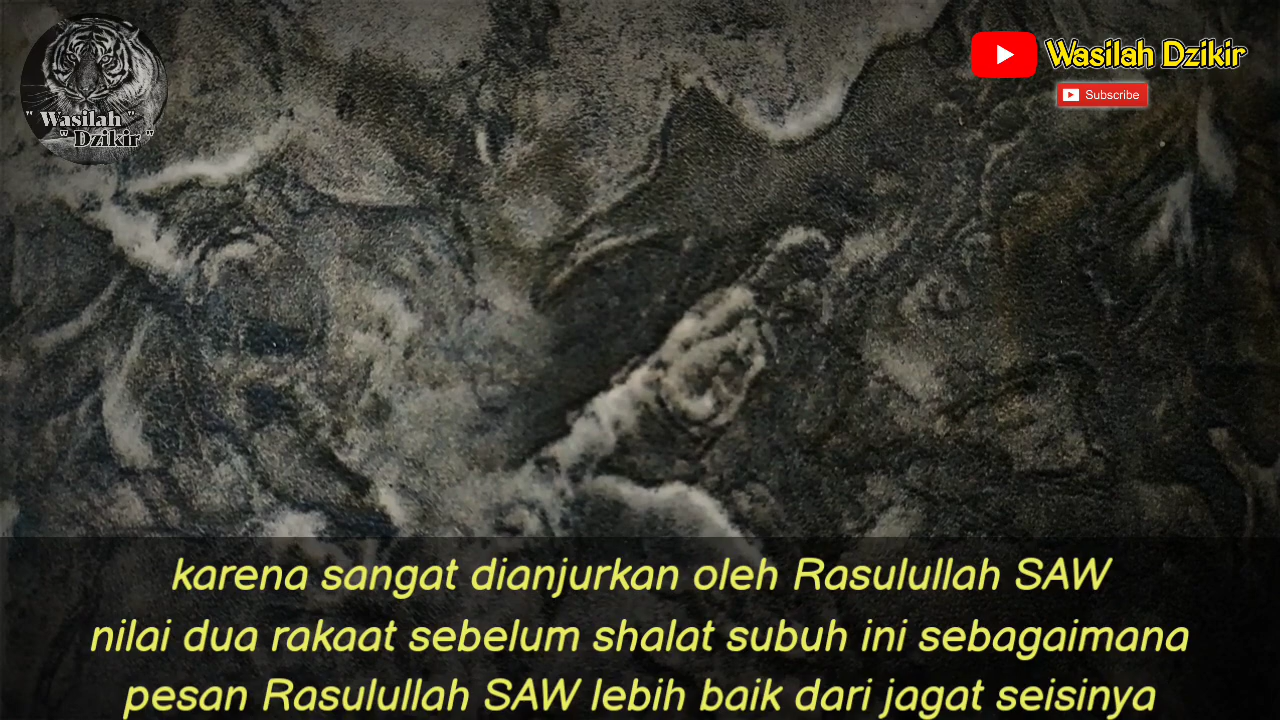 " Wasilah "
" Dzikir "
Wasilah Dzikir
Subscribe
karena sangat dianjurkan oleh Rasulullah SAW
nilai dua rakaat sebelum shalat subuh ini sebagaimana
pesan Rasulullah SAW lebih baik dari jagat seisinya